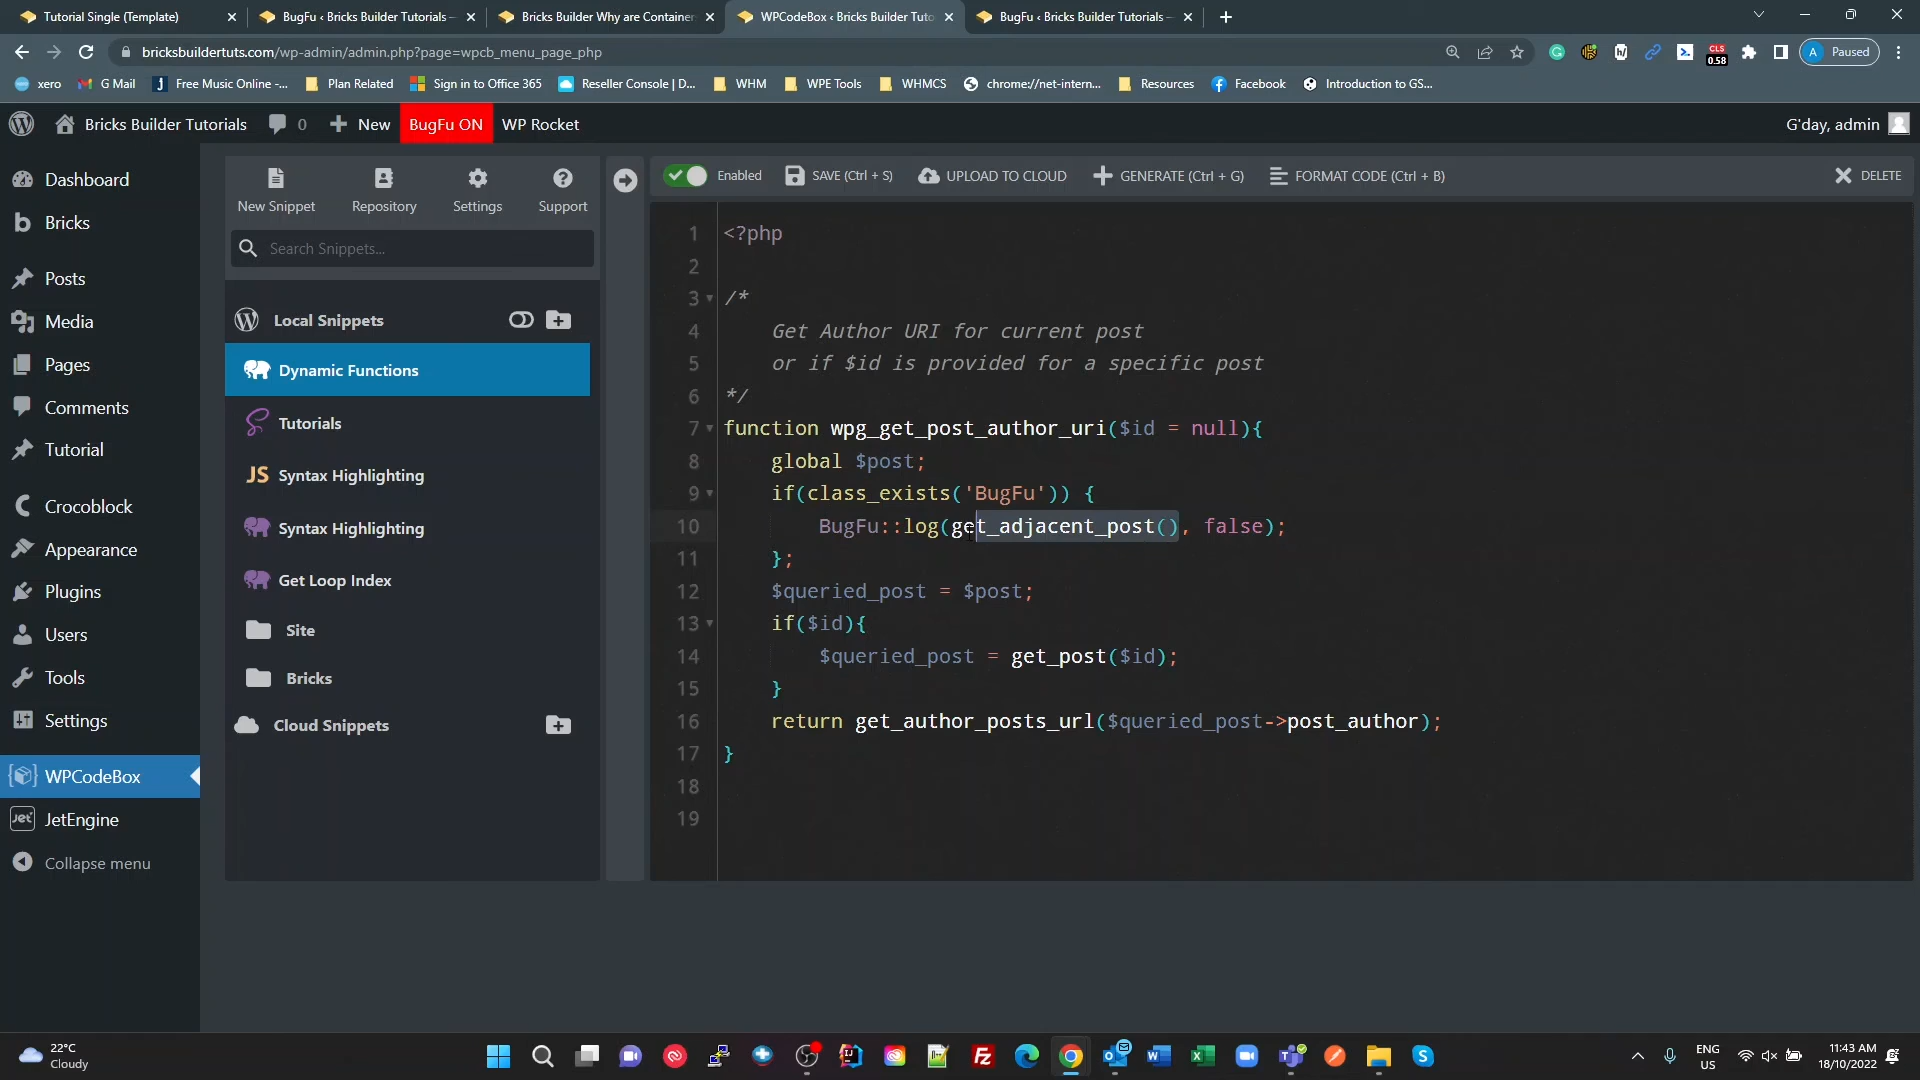 Tutorial Single (Template)
BugFu ‹ Bricks Builder Tutorials —
Bricks Builder Why are Container
WPCodeBox ‹ Bricks Builder Tuto
BugFu ‹ Bricks Builder Tutorials —
bricksbuildertuts.com/wp-admin/admin.php?page=wpcb_menu_page_php
CLS
0.58
A Paused
xero
G Mail
Free Music Online -...
Plan Related
Sign in to Office 365
Reseller Console | D...
WHM
WPE Tools
WHMCS
chrome://net-intern...
Resources
Facebook
Introduction to GS...
Bricks Builder Tutorials
0
New
BugFu ON
WP Rocket
G'day, admin
Dashboard
Bricks
Posts
Media
Pages
Comments
Tutorial
Crocoblock
Appearance
Plugins
Users
Tools
Settings
WPCodeBox
JetEngine
Collapse menu
New Snippet
Repository
Settings
Support
Search Snippets...
Local Snippets
Dynamic Functions
Tutorials
JS Syntax Highlighting
Syntax Highlighting
Get Loop Index
Site
Bricks
Cloud Snippets
Enabled
SAVE (Ctrl + S)
UPLOAD TO CLOUD
GENERATE (Ctrl + G)
FORMAT CODE (Ctrl + B)
DELETE
1 <?php
2
3 /*
4 Get Author URI for current post
5 or if $id is provided for a specific post
6 */
7 function wpg_get_post_author_uri($id = null){
8 global $post;
9 if(class_exists('BugFu')) {
10 BugFu::log(get_adjacent_post(), false);
11 };
12 $queried_post = $post;
13 if($id){
14 $queried_post = get_post($id);
15 }
16 return get_author_posts_url($queried_post->post_author);
17 }
18
19
22°C
Cloudy
ENG
US
11:43 AM
18/10/2022